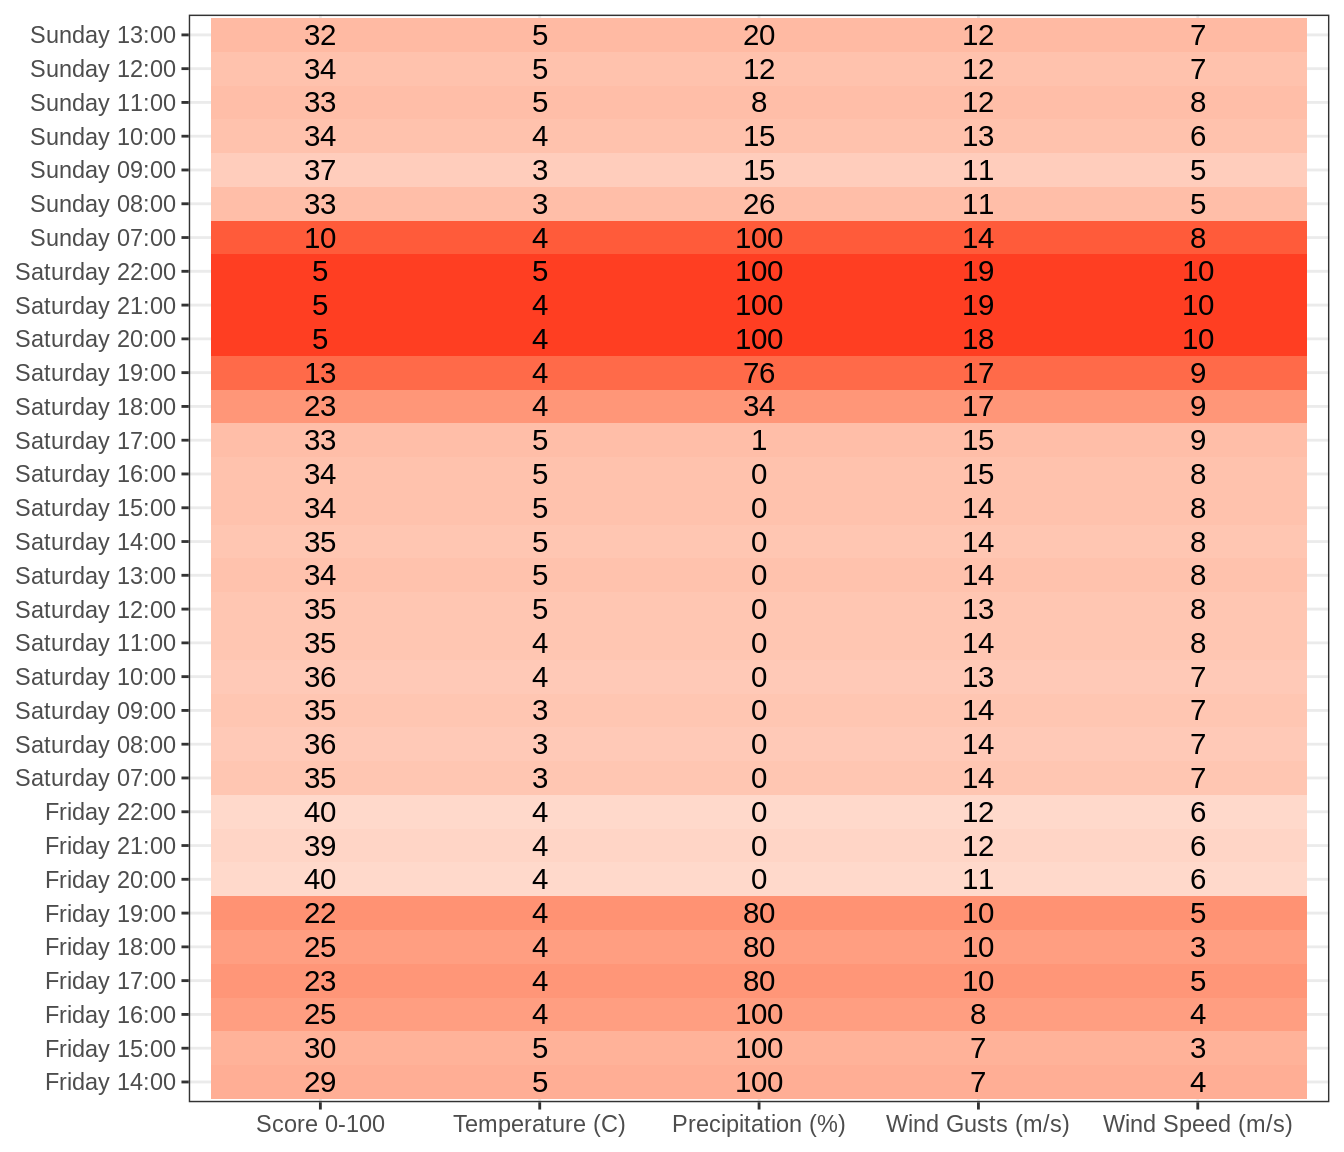 Sunday 13:00 32 5 20 12 7
Sunday 12:00 34 5 12 12 7
Sunday 11:00 33 5 8 12 8
Sunday 10:00 34 4 15 13 6
Sunday 09:00 37 3 15 11 5
Sunday 08:00 33 3 26 11 5
Sunday 07:00 10 4 100 14 8
Saturday 22:00 5 5 100 19 10
Saturday 21:00 5 4 100 19 10
Saturday 20:00 5 4 100 18 10
Saturday 19:00 13 4 76 17 9
Saturday 18:00 23 4 34 17 9
Saturday 17:00 33 5 1 15 9
Saturday 16:00 34 5 0 15 8
Saturday 15:00 34 5 0 14 8
Saturday 14:00 35 5 0 14 8
Saturday 13:00 34 5 0 14 8
Saturday 12:00 35 5 0 13 8
Saturday 11:00 35 4 0 14 8
Saturday 10:00 36 4 0 13 7
Saturday 09:00 35 3 0 14 7
Saturday 08:00 36 3 0 14 7
Saturday 07:00 35 3 0 14 7
Friday 22:00 40 4 0 12 6
Friday 21:00 39 4 0 12 6
Friday 20:00 40 4 0 11 6
Friday 19:00 22 4 80 10 5
Friday 18:00 25 4 80 10 3
Friday 17:00 23 4 80 10 5
Friday 16:00 25 4 100 8 4
Friday 15:00 30 5 100 7 3
Friday 14:00 29 5 100 7 4
Score 0-100 Temperature (C) Precipitation (%) Wind Gusts (m/s) Wind Speed (m/s)